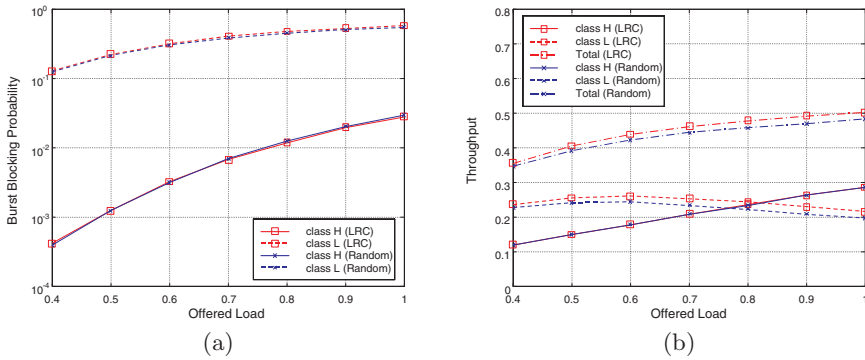 10^0
10^-1
10^-2
10^-3
10^-4
Burst Blocking Probability
0.4 0.5 0.6 0.7 0.8 0.9 1
Offered Load
class H (LRC)
class L (LRC)
class H (Random)
class L (Random)
(a)
0.8
0.7
0.6
0.5
0.4
0.3
0.2
0.1
0
Throughput
0.4 0.5 0.6 0.7 0.8 0.9 1
Offered Load
class H (LRC)
class L (LRC)
Total (LRC)
class H (Random)
class L (Random)
Total (Random)
(b)